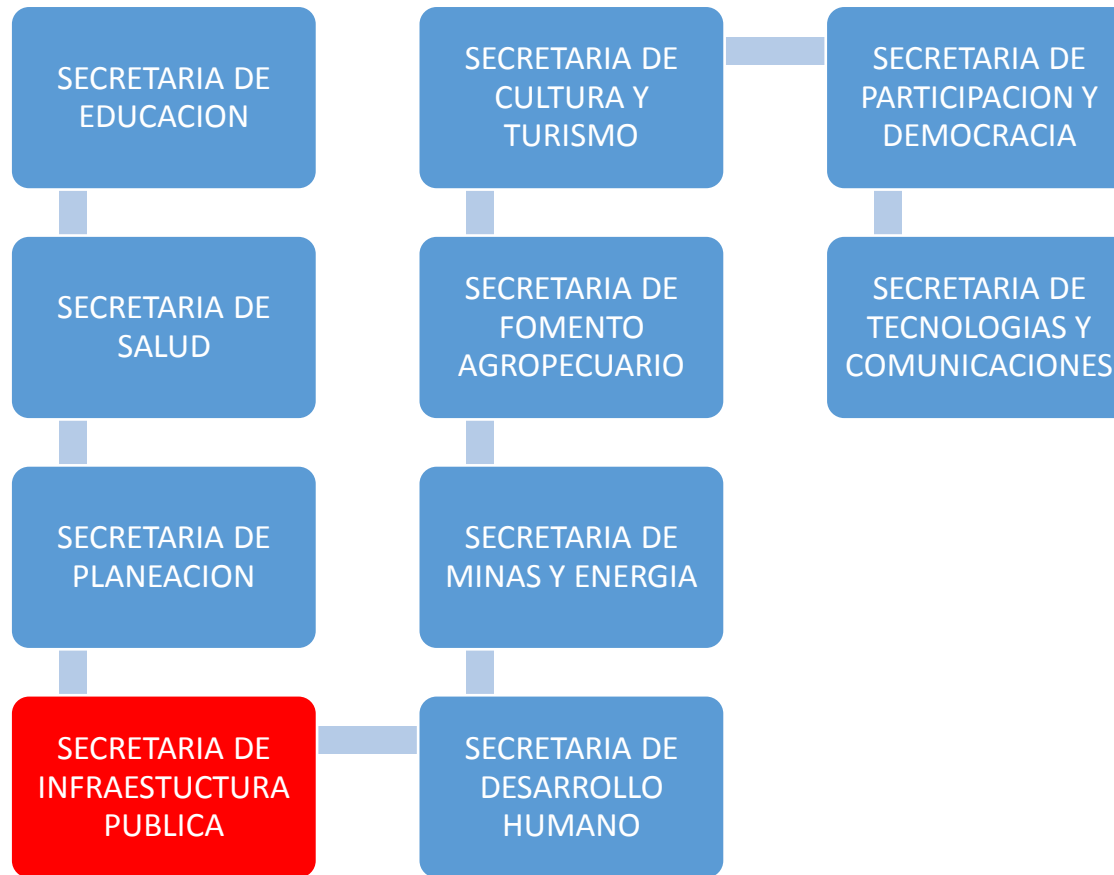 SECRETARIA DE
EDUCACION
SECRETARIA DE
SALUD
SECRETARIA DE
PLANEACION
SECRETARIA DE
INFRAESTUCTURA
PUBLICA
SECRETARIA DE
DESARROLLO
HUMANO
SECRETARIA DE
MINAS Y ENERGIA
SECRETARIA DE
FOMENTO
AGROPECUARIO
SECRETARIA DE
CULTURA Y
TURISMO
SECRETARIA DE
PARTICIPACION Y
DEMOCRACIA
SECRETARIA DE
TECNOLOGIAS Y
COMUNICACIONES